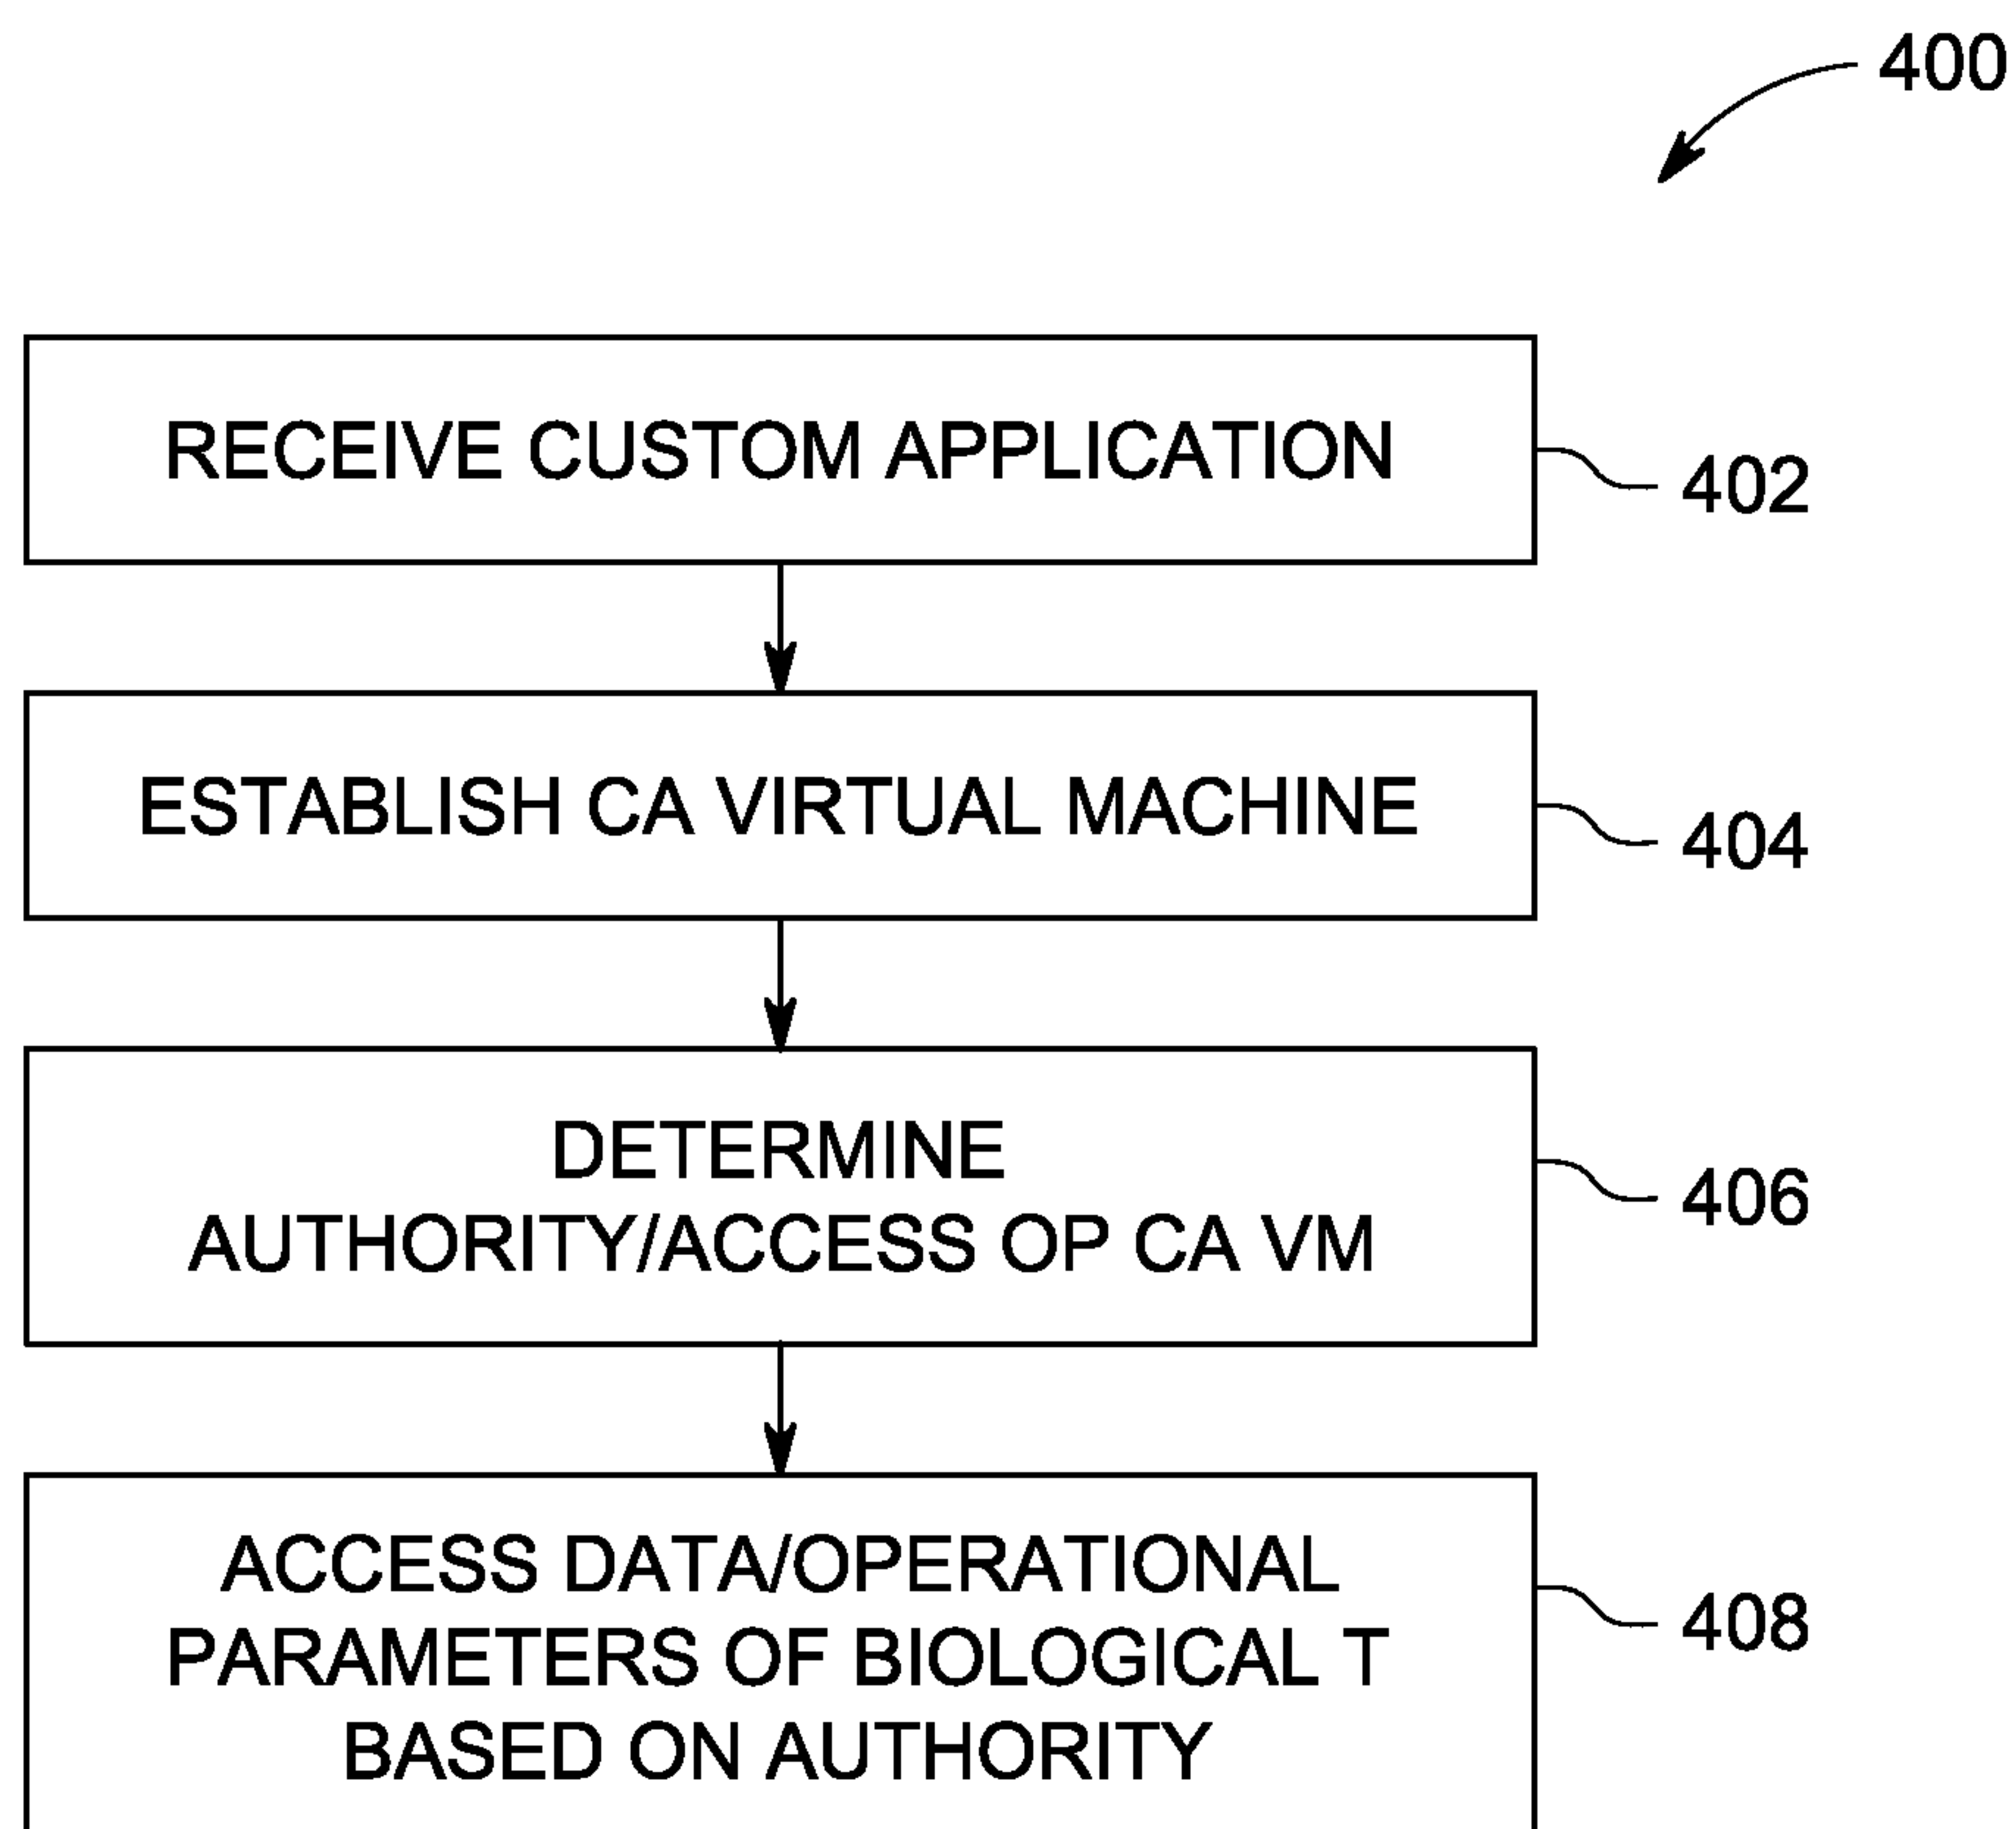 400
RECEIVE CUSTOM APPLICATION
402
ESTABLISH CA VIRTUAL MACHINE
404
DETERMINE
AUTHORITY/ACCESS OP CA VM
406
ACCESS DATA/OPERATIONAL
PARAMETERS OF BIOLOGICAL T
BASED ON AUTHORITY
408